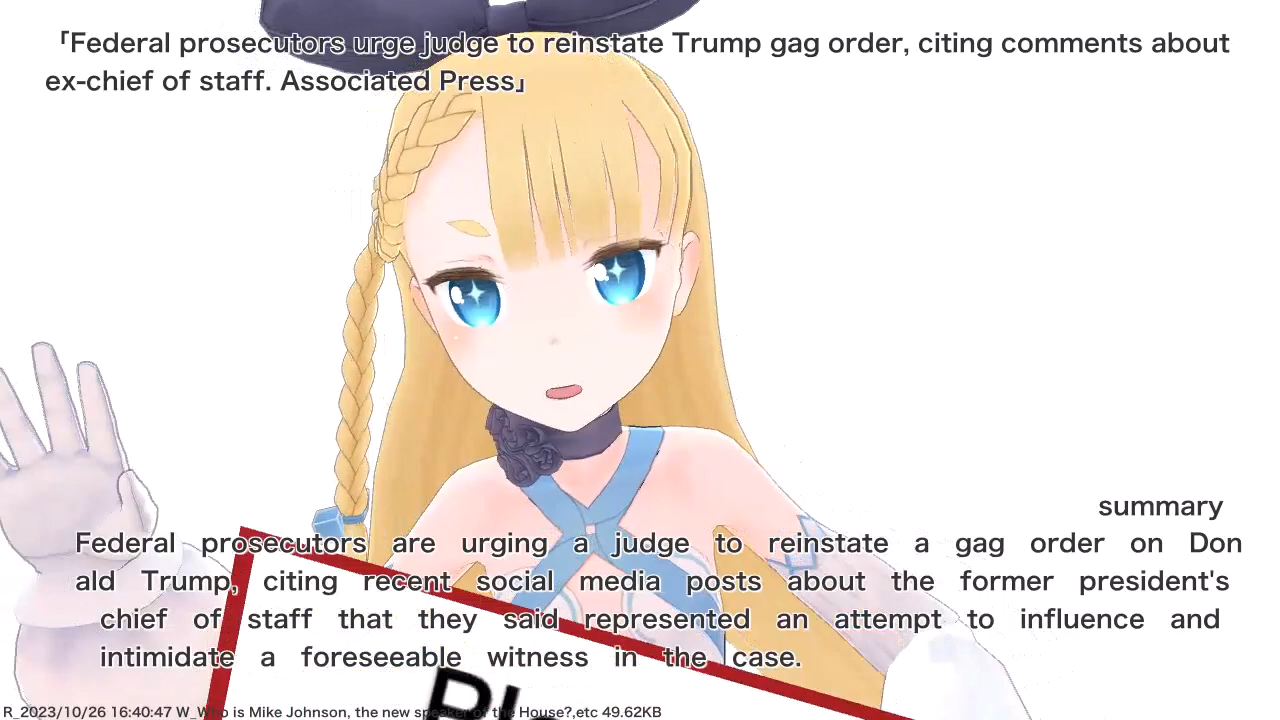 「Federal prosecutors urge judge to reinstate Trump gag order, citing comments about
ex-chief of staff. Associated Press」
summary
Federal prosecutors are urging a judge to reinstate a gag order on Don
ald Trump, citing recent social media posts about the former president's
chief of staff that they said represented an attempt to influence and
intimidate a foreseeable witness in the case.
R_2023/10/26 16:40:47 W_Who is Mike Johnson, the new speaker of the House?,etc 49.62KB